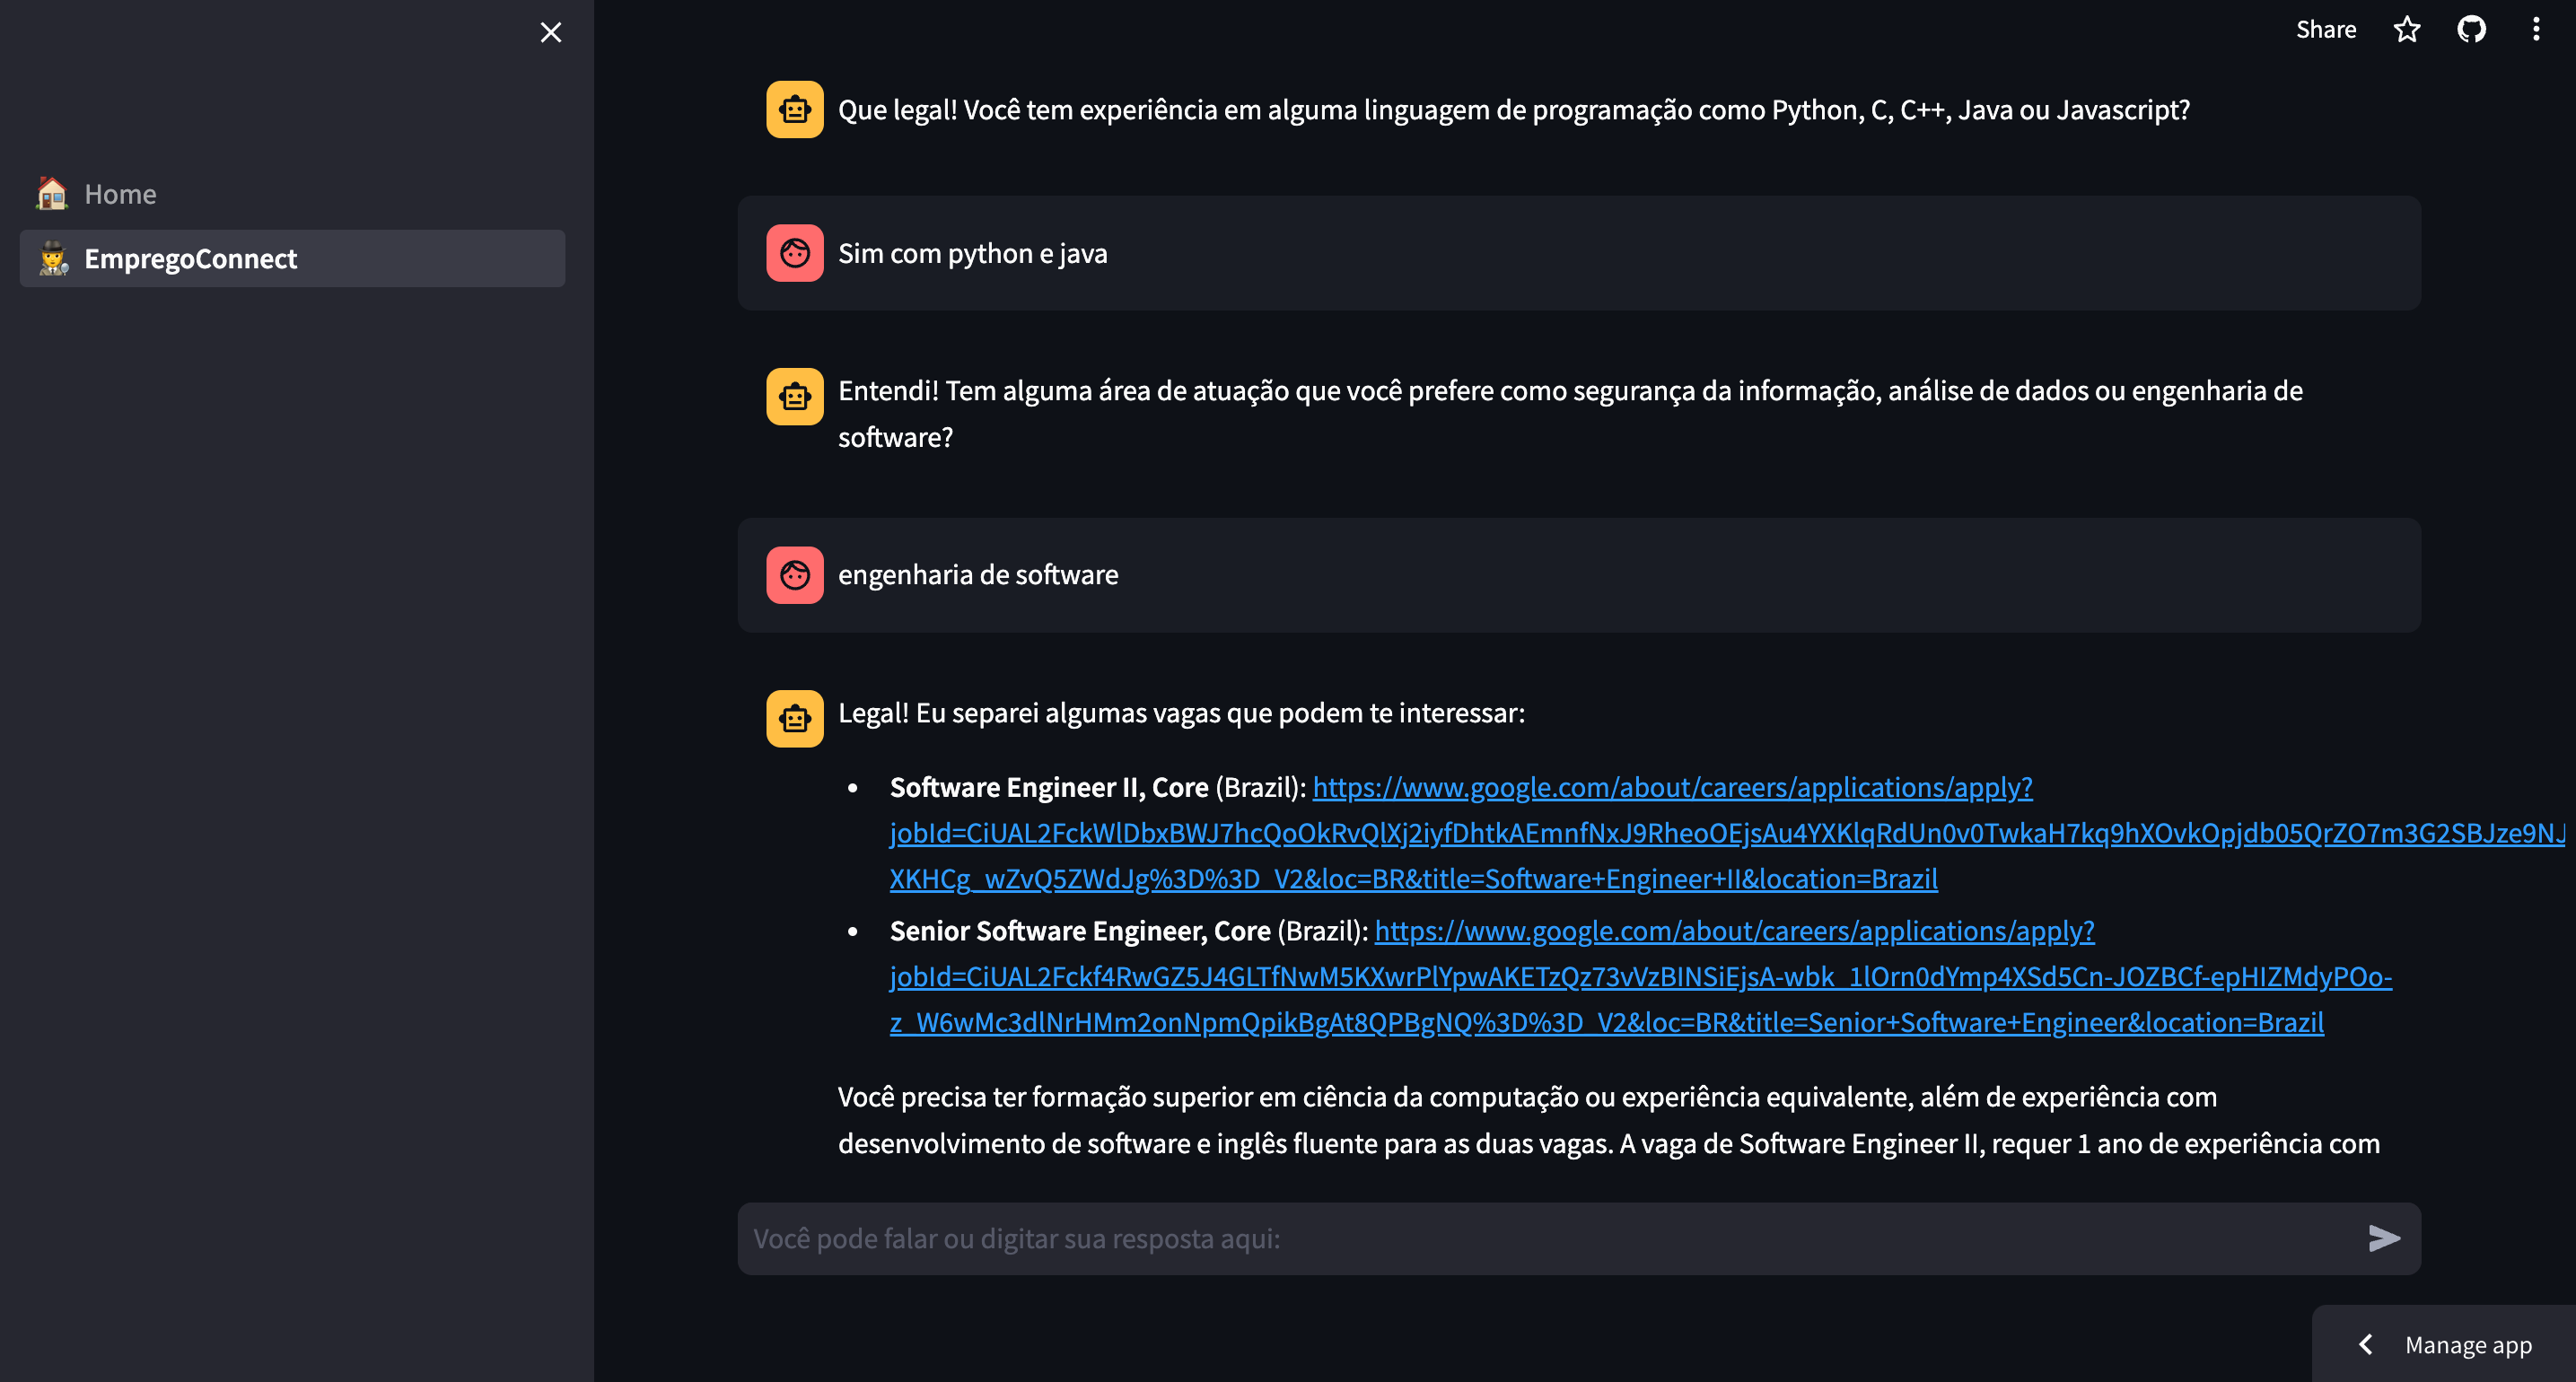 Share
Home
EmpregoConnect
Que legal! Você tem experiência em alguma linguagem de programação como Python, C, C++, Java ou Javascript?
Sim com python e java
Entendi! Tem alguma área de atuação que você prefere como segurança da informação, análise de dados ou engenharia de
software?
engenharia de software
Legal! Eu separei algumas vagas que podem te interessar:
• Software Engineer II, Core (Brazil): https://www.google.com/about/careers/applications/apply?
jobId=CiUAL2FckWlDbxBWJ7hcQoOkRvQlXj2iyfDhtkAEmnfNxJ9RheoOEjsAu4YXKlqRdUn0v0TwkaH7kq9hXOvkOpjdb05QrZO7m3G2SBJze9NJ
XKHCg_wZvQ5ZWdJg%3D%3D_V2&loc=BR&title=Software+Engineer+II&location=Brazil
• Senior Software Engineer, Core (Brazil): https://www.google.com/about/careers/applications/apply?
jobId=CiUAL2Fckf4RwGZ5J4GLTfNwM5KXwrPlYpwAKETzQz73vVzBINSiEjsA-wbk_1lOrn0dYmp4XSd5Cn-JOZBCf-epHIZMdyPOo-
z_W6wMc3dlNrHMm2onNpmQpikBgAt8QPBgNQ%3D%3D_V2&loc=BR&title=Senior+Software+Engineer&location=Brazil
Você precisa ter formação superior em ciência da computação ou experiência equivalente, além de experiência com
desenvolvimento de software e inglês fluente para as duas vagas. A vaga de Software Engineer II, requer 1 ano de experiência com
Você pode falar ou digitar sua resposta aqui:
Manage app